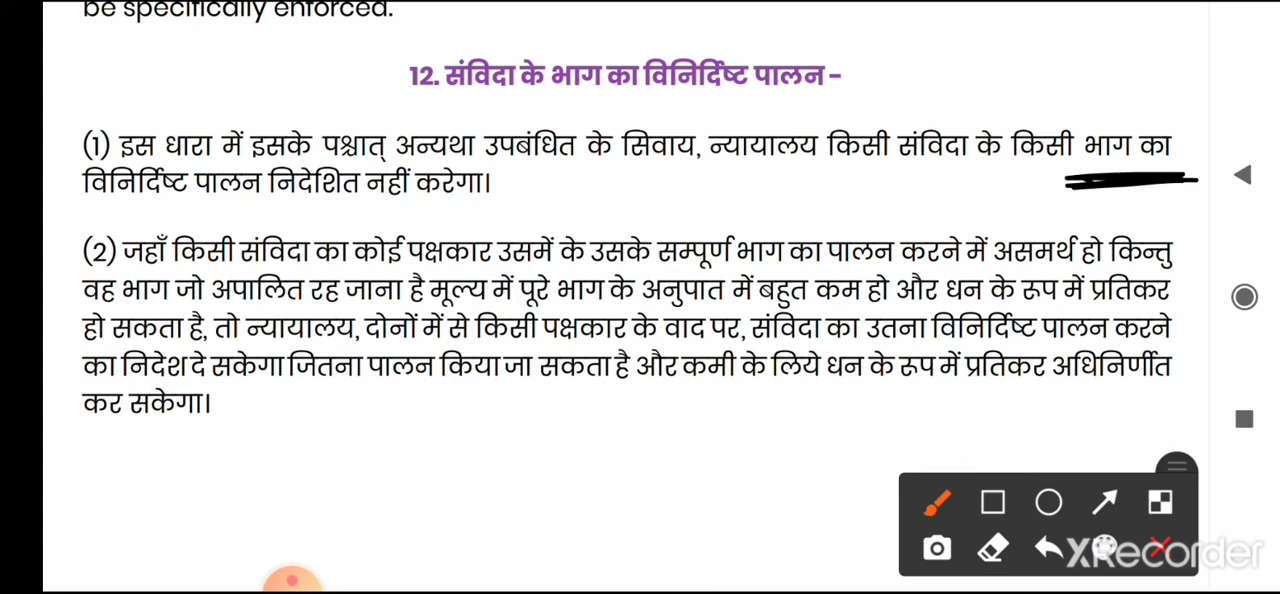 be specifically enforced.
12. संविदा के भाग का विनिर्दिष्ट पालन -
(1) इस धारा में इसके पश्चात् अन्यथा उपबंधित के सिवाय, न्यायालय किसी संविदा के किसी भाग का
विनिर्दिष्ट पालन निदेशित नहीं करेगा।
(2) जहाँ किसी संविदा का कोई पक्षकार उसमें के उसके सम्पूर्ण भाग का पालन करने में असमर्थ हो किन्तु
वह भाग जो अपालित रह जाना है मूल्य में पूरे भाग के अनुपात में बहुत कम हो और धन के रूप में प्रतिकर
हो सकता है, तो न्यायालय, दोनों में से किसी पक्षकार के वाद पर, संविदा का उतना विनिर्दिष्ट पालन करने
का निदेश दे सकेगा जितना पालन किया जा सकता है और कमी के लिये धन के रूप में प्रतिकर अधिनिर्णीत
कर सकेगा।
XRecorder